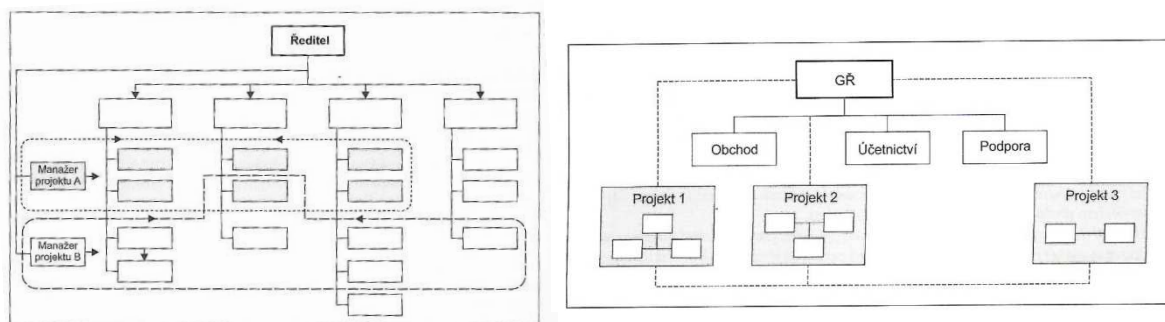 Ředitel
Manažer
projektu A
Manažer
projektu B
GŘ
Obchod
Účetnictví
Podpora
Projekt 1
Projekt 2
Projekt 3